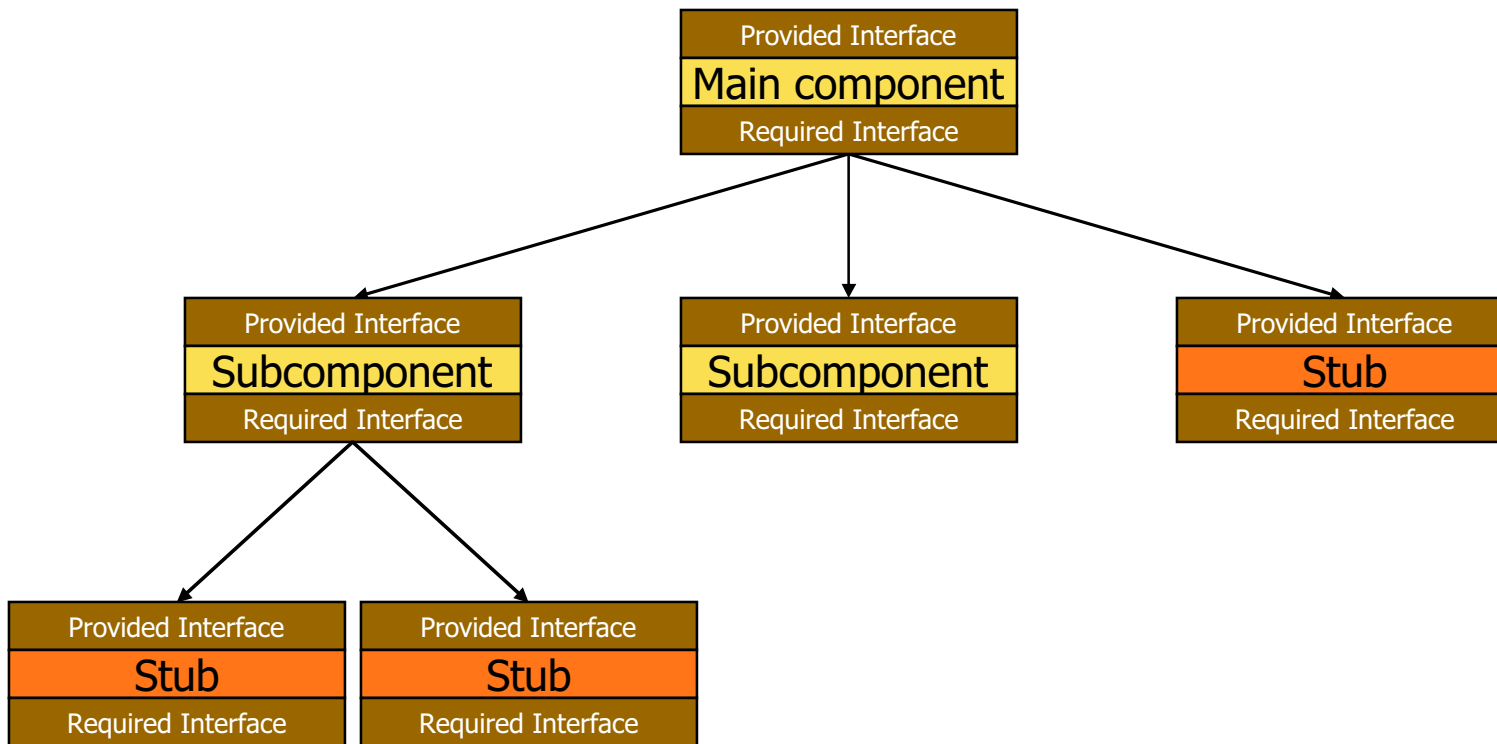 Provided Interface
Main component
Required Interface
Provided Interface
Subcomponent
Required Interface
Provided Interface
Subcomponent
Required Interface
Provided Interface
Stub
Required Interface
Provided Interface
Stub
Required Interface
Provided Interface
Stub
Required Interface